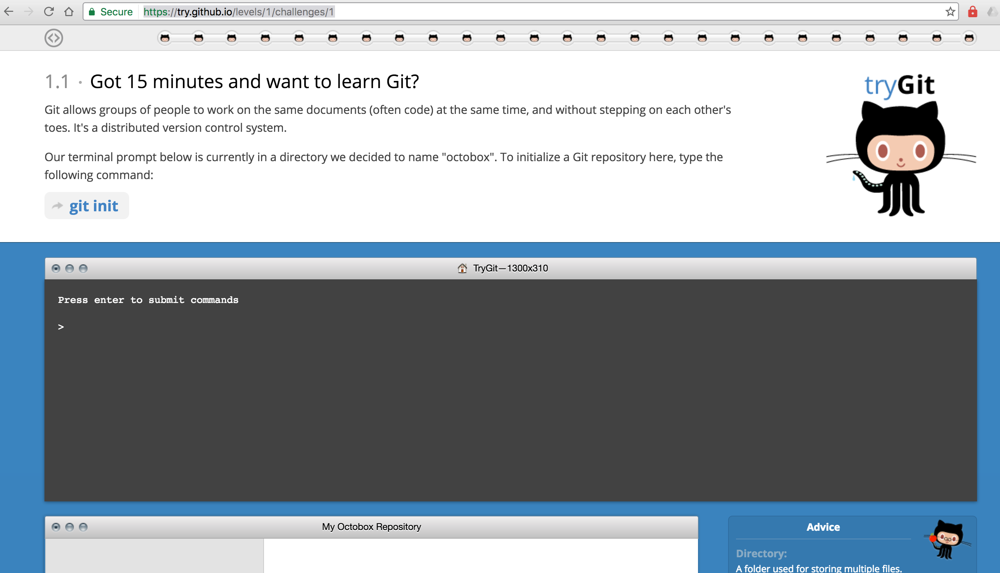 Secure https://try.github.io/levels/1/challenges/1
1.1 · Got 15 minutes and want to learn Git?
tryGit
Git allows groups of people to work on the same documents (often code) at the same time, and without stepping on each other's
toes. It's a distributed version control system.
Our terminal prompt below is currently in a directory we decided to name "octobox". To initialize a Git repository here, type the
following command:
git init
TryGit—1300x310
Press enter to submit commands
>
My Octobox Repository
Advice
Directory:
A folder used for storing multiple files.